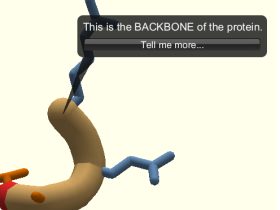 This is the BACKBONE of the protein.
Tell me more...